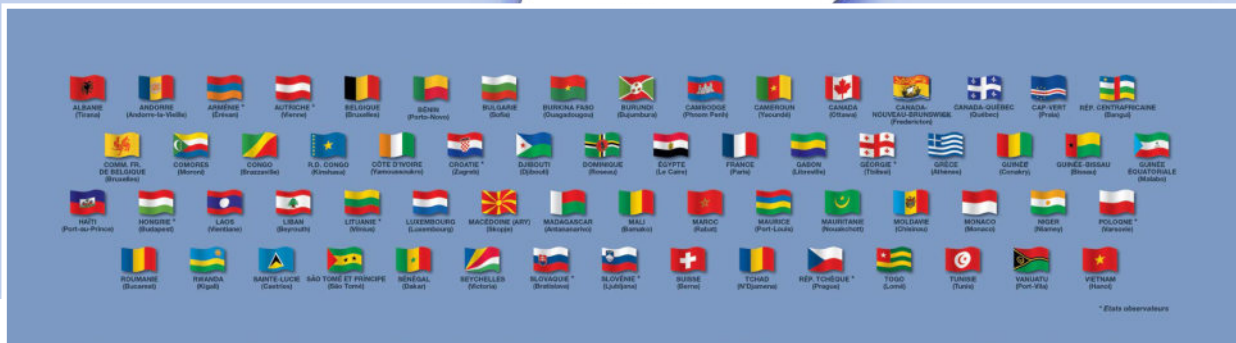 ALBANIE
(Tirana)
ANDORRE
(Andorre-la-Vieille)
ARMÉNIE *
(Erévan)
AUTRICHE *
(Vienne)
BELGIQUE
(Bruxelles)
BÉNIN
(Porto-Novo)
BULGARIE
(Sofia)
BURKINA FASO
(Ouagadougou)
BURUNDI
(Bujumbura)
CAMBODGE
(Phnom Penh)
CAMEROUN
(Yaoundé)
CANADA
(Ottawa)
CANADA-
NOUVEAU-BRUNSWICK
(Fredericton)
CANADA-QUÉBEC
(Québec)
CAP-VERT
(Praia)
RÉP. CENTRAFRICAINE
(Bangui)
COMM. FR.
DE BELGIQUE
(Bruxelles)
COMORES
(Moroni)
CONGO
(Brazzaville)
R.D. CONGO
(Kinshasa)
CÔTE D'IVOIRE
(Yamoussoukro)
CROATIE *
(Zagreb)
DJIBOUTI
(Djibouti)
DOMINIQUE
(Roseau)
ÉGYPTE
(Le Caire)
FRANCE
(Paris)
GABON
(Libreville)
GÉORGIE *
(Tbilissi)
GRÈCE
(Athènes)
GUINÉE
(Conakry)
GUINÉE-BISSAU
(Bissau)
GUINÉE
ÉQUATORIALE
(Malabo)
HAÏTI
(Port-au-Prince)
HONGRIE *
(Budapest)
LAOS
(Vientiane)
LIBAN
(Beyrouth)
LITUANIE *
(Vilnius)
LUXEMBOURG
(Luxembourg)
MACÉDOINE (ARY)
(Skopje)
MADAGASCAR
(Antananarivo)
MALI
(Bamako)
MAROC
(Rabat)
MAURICE
(Port-Louis)
MAURITANIE
(Nouakchott)
MOLDAVIE
(Chisinau)
MONACO
(Monaco)
NIGER
(Niamey)
POLOGNE *
(Varsovie)
ROUMANIE
(Bucarest)
RWANDA
(Kigali)
SAINTE-LUCIE
(Castries)
SÃO TOMÉ ET PRINCIPE
(São Tomé)
SÉNÉGAL
(Dakar)
SEYCHELLES
(Victoria)
SLOVAQUIE *
(Bratislava)
SLOVÉNIE *
(Ljubljana)
SUISSE
(Berne)
TCHAD
(N'Djamena)
RÉP. TCHÈQUE *
(Prague)
TOGO
(Lomé)
TUNISIE
(Tunis)
VANUATU
(Port-Vila)
VIETNAM
(Hanoi)
* Etats observateurs